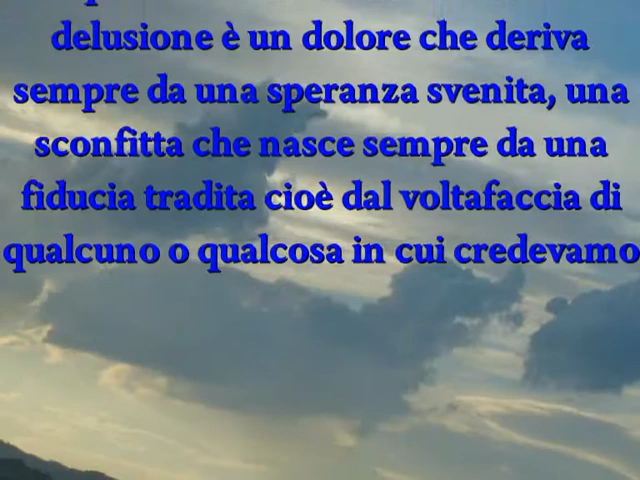 delusione è un dolore che deriva
sempre da una speranza svenita, una
sconfitta che nasce sempre da una
fiducia tradita cioè dal voltafaccia di
qualcuno o qualcosa in cui credevamo